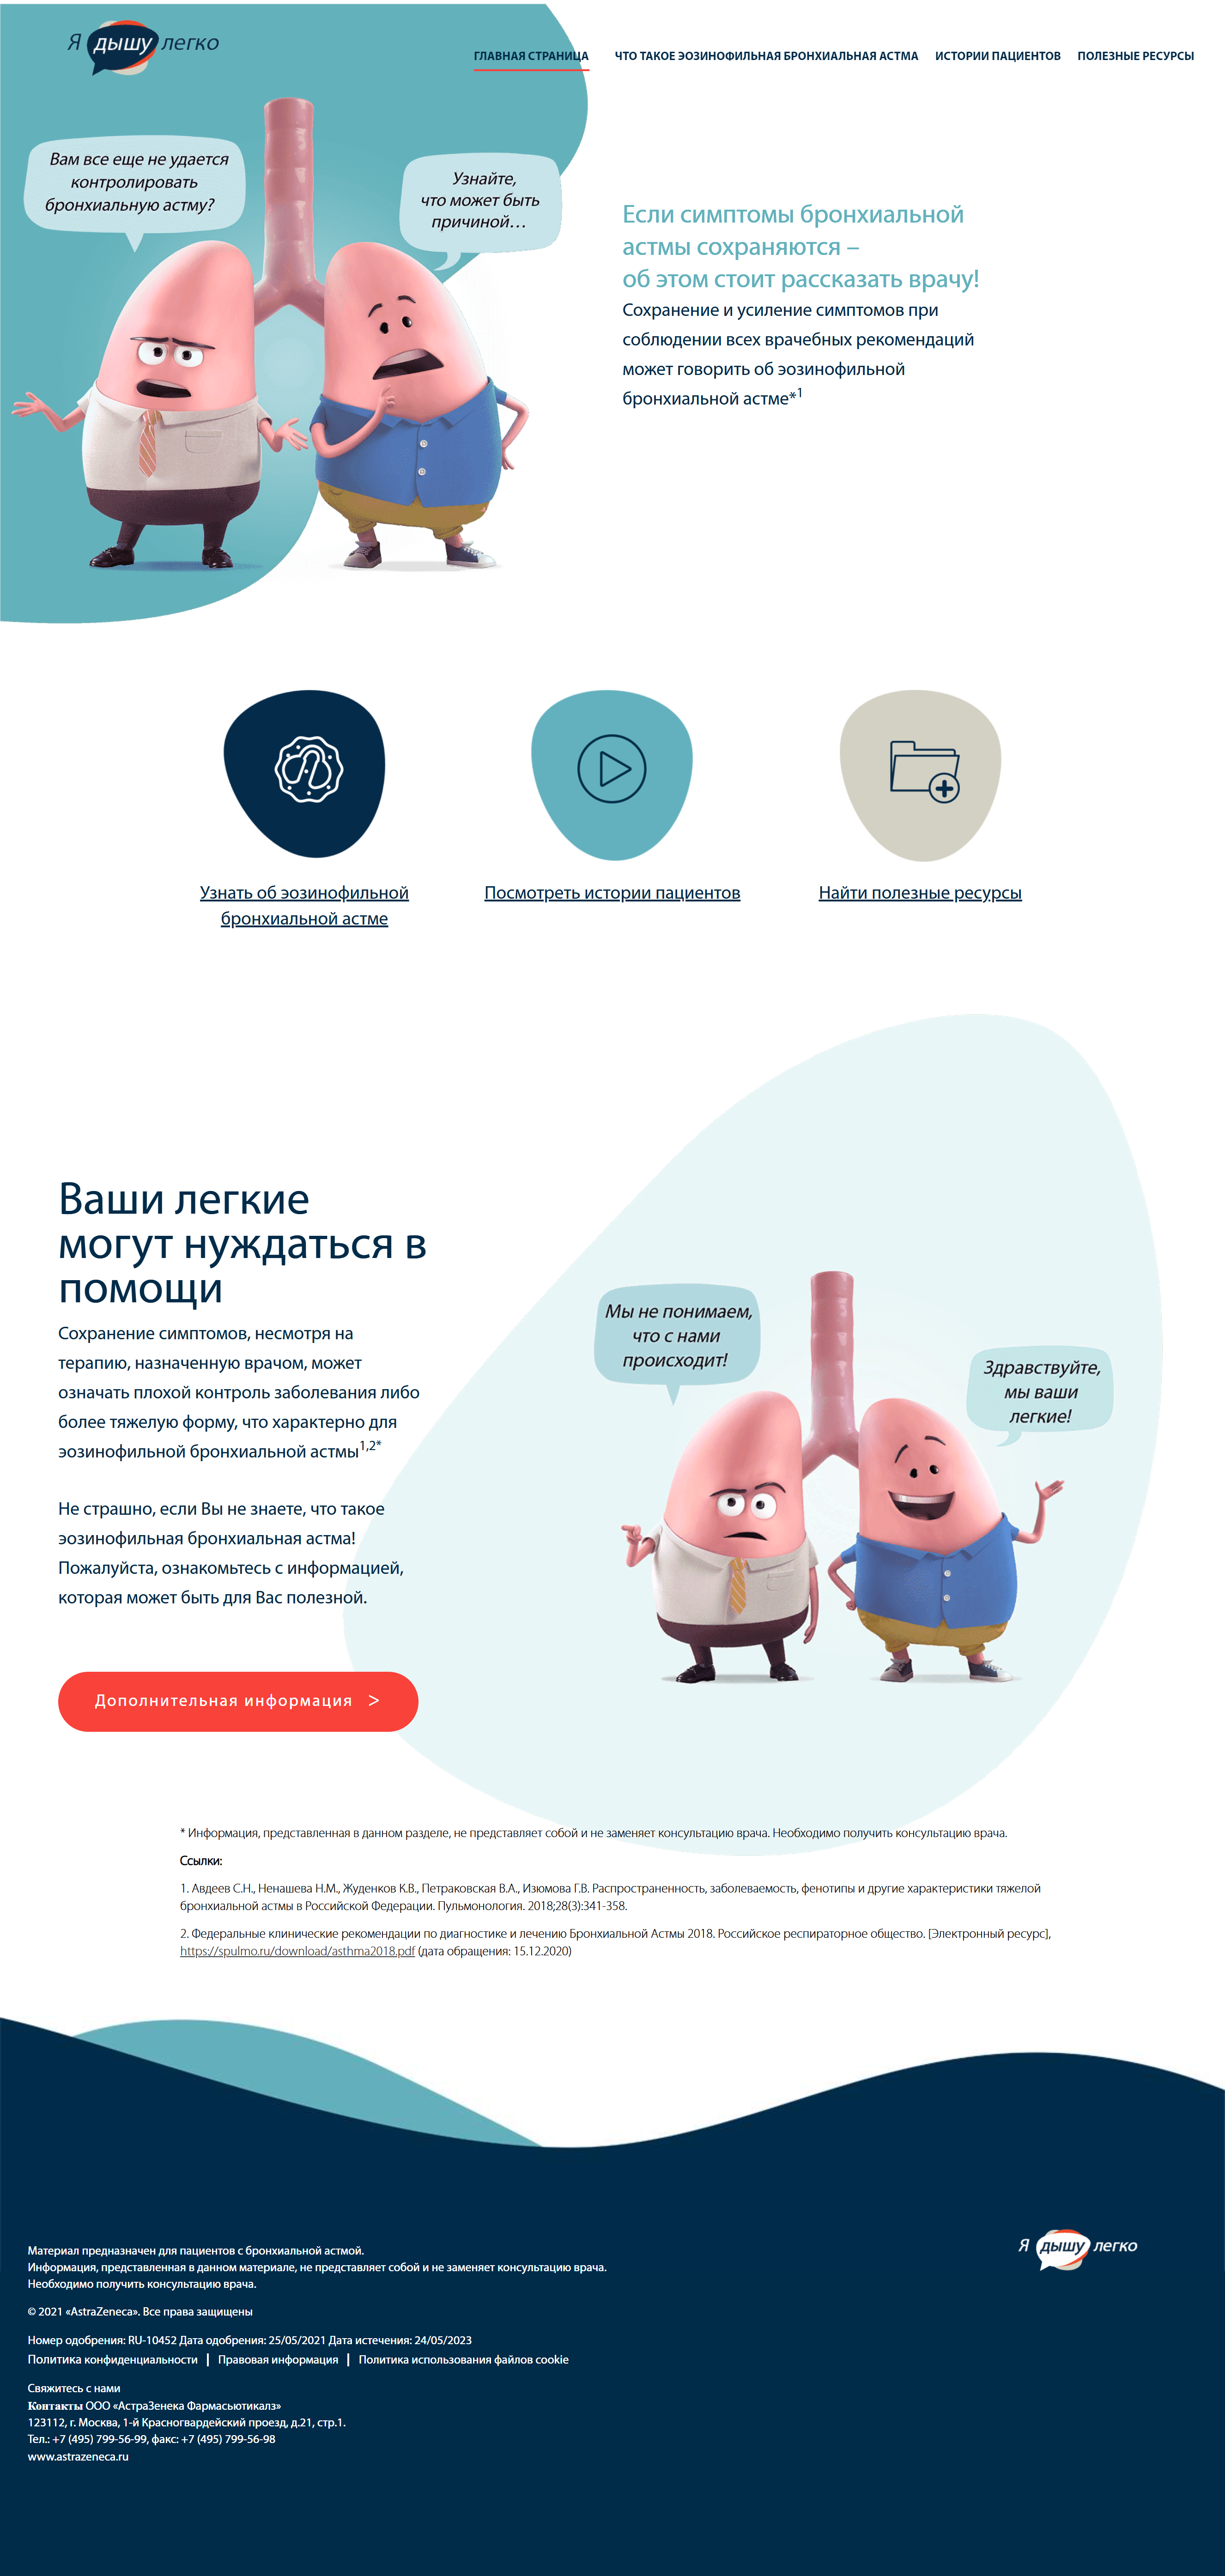 Я дышу легко
ГЛАВНАЯ СТРАНИЦА ЧТО ТАКОЕ ЭОЗИНОФИЛЬНАЯ БРОНХИАЛЬНАЯ АСТМА ИСТОРИИ ПАЦИЕНТОВ ПОЛЕЗНЫЕ РЕСУРСЫ
Вам все еще не удается
контролировать
бронхиальную астму?
Узнайте,
что может быть
причиной...
Если симптомы бронхиальной
астмы сохраняются –
об этом стоит рассказать врачу!
Сохранение и усиление симптомов при
соблюдении всех врачебных рекомендаций
может говорить об эозинофильной
бронхиальной астме*1
Узнать об эозинофильной
бронхиальной астме
Посмотреть истории пациентов
Найти полезные ресурсы
Ваши легкие
могут нуждаться в
помощи
Сохранение симптомов, несмотря на
терапию, назначенную врачом, может
означать плохой контроль заболевания либо
более тяжелую форму, что характерно для
эозинофильной бронхиальной астмы1,2*
Не страшно, если Вы не знаете, что такое
эозинофильная бронхиальная астма!
Пожалуйста, ознакомьтесь с информацией,
которая может быть для Вас полезной.
Дополнительная информация >
Мы не понимаем,
что с нами
происходит!
Здравствуйте,
мы ваши
легкие!
* Информация, представленная в данном разделе, не представляет собой и не заменяет консультацию врача. Необходимо получить консультацию врача.
Ссылки:
1. Авдеев С.Н., Ненашева Н.М., Жуденков К.В., Петраковская В.А., Изюмова Г.В. Распространенность, заболеваемость, фенотипы и другие характеристики тяжелой
бронхиальной астмы в Российской Федерации. Пульмонология. 2018;28(3):341-358.
2. Федеральные клинические рекомендации по диагностике и лечению Бронхиальной Астмы 2018. Российское респираторное общество. [Электронный ресурс],
https://spulmo.ru/download/asthma2018.pdf (дата обращения: 15.12.2020)
Я дышу легко
Материал предназначен для пациентов с бронхиальной астмой.
Информация, представленная в данном материале, не представляет собой и не заменяет консультацию врача.
Необходимо получить консультацию врача.
© 2021 «AstraZeneca». Все права защищены
Номер одобрения: RU-10452 Дата одобрения: 25/05/2021 Дата истечения: 24/05/2023
Политика конфиденциальности | Правовая информация | Политика использования файлов cookie
Свяжитесь с нами
Контакты ООО «АстраЗенека Фармасьютикалз»
123112, г. Москва, 1-й Красногвардейский проезд, д.21, стр.1.
Тел.: +7 (495) 799-56-99, факс: +7 (495) 799-56-98
www.astrazeneca.ru